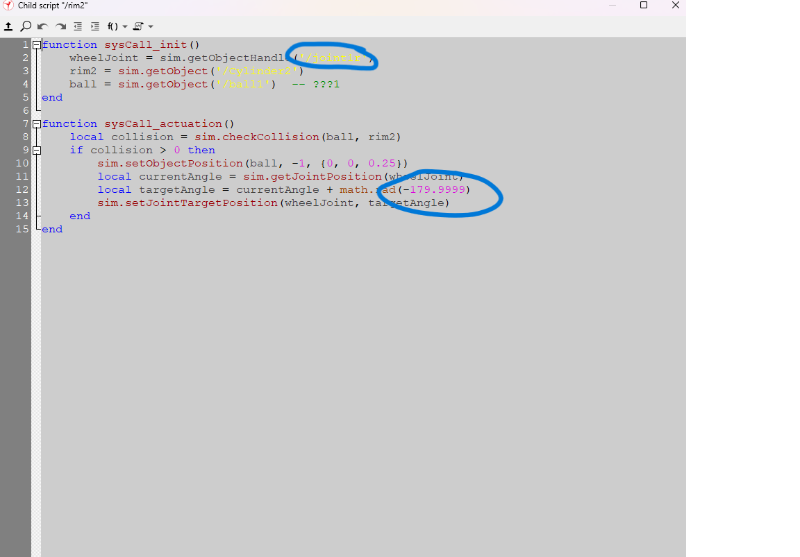 Child script "/rim2"
f()
1 function sysCall_init()
2 wheelJoint = sim.getObjectHandl
3 rim2 = sim.getObject('/Cylinder2')
4 ball = sim.getObject('/ball1') -- ???1
5 end
6
7 function sysCall_actuation()
8 local collision = sim.checkCollision(ball, rim2)
9 if collision > 0 then
10 sim.setObjectPosition(ball, -1, {0, 0, 0.25})
11 local currentAngle = sim.getJointPosition(wheelJoint)
12 local targetAngle = currentAngle + math.rad(-179.9999)
13 sim.setJointTargetPosition(wheelJoint, targetAngle)
14 end
15 end